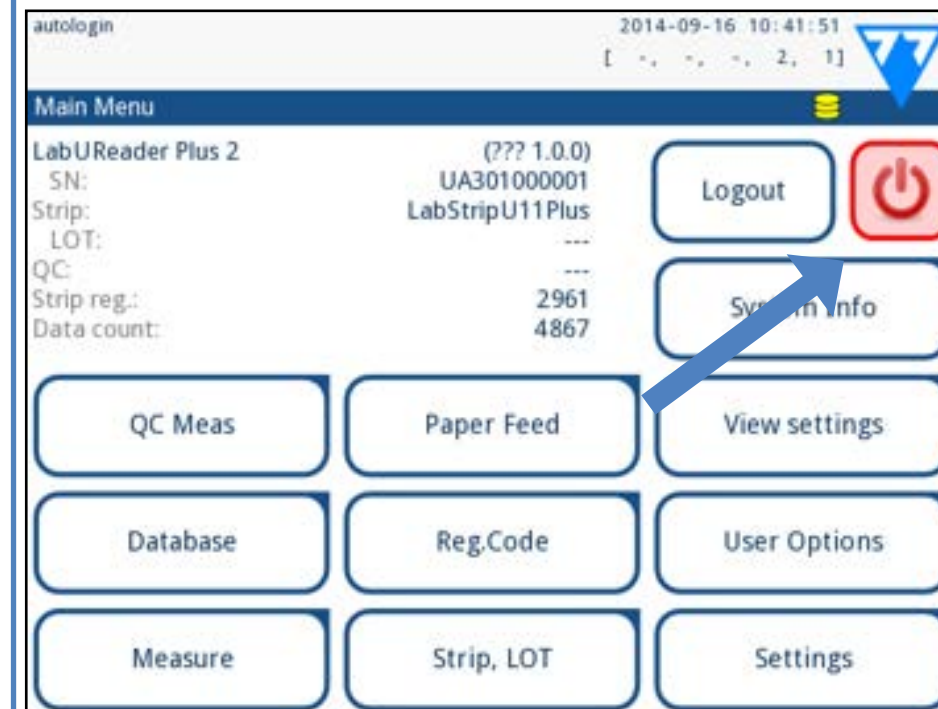 autologin 2014-09-16 10:41:51
[ -, -, -, 2, 1]
Main Menu
LabUReader Plus 2 (??? 1.0.0)
SN: UA301000001
Strip: LabStripU11Plus
LOT: ---
QC: ---
Strip reg.: 2961
Data count: 4867
Logout
Info
QC Meas Paper Feed View settings
Database Reg.Code User Options
Measure Strip, LOT Settings